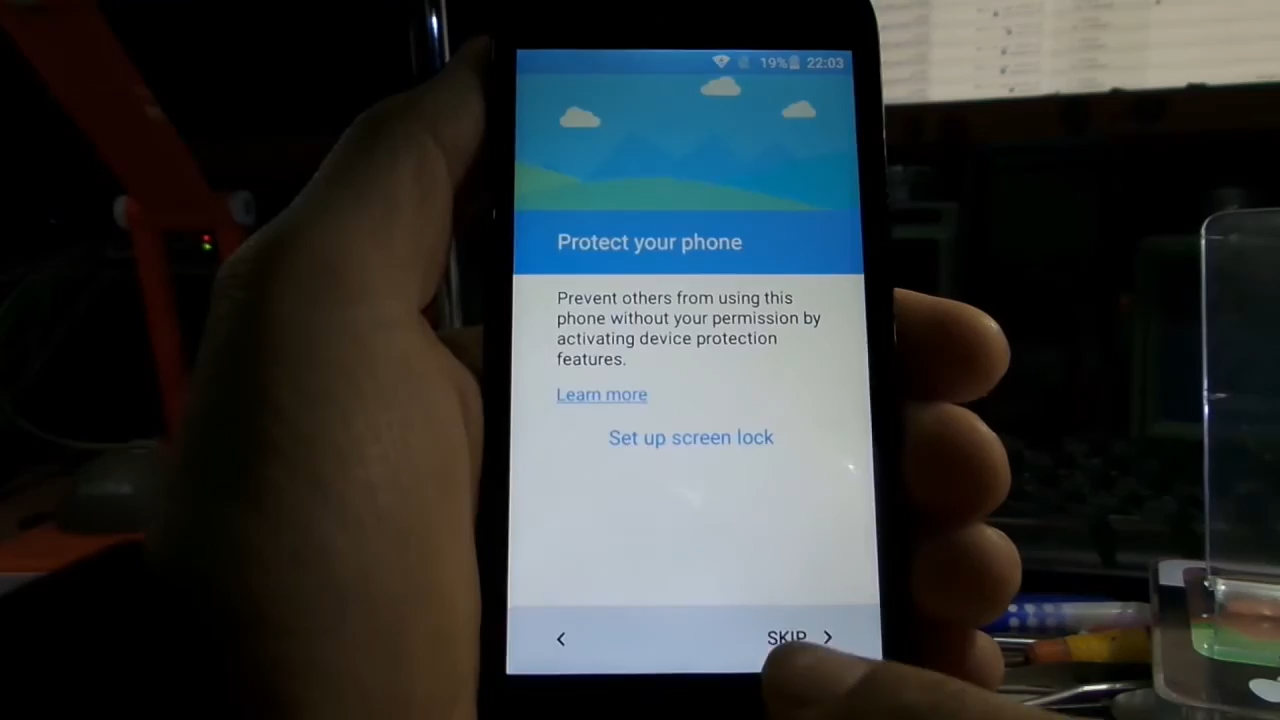 19% 22:03
Protect your phone
Prevent others from using this
phone without your permission by
activating device protection
features.
Learn more
Set up screen lock
< SKIP >